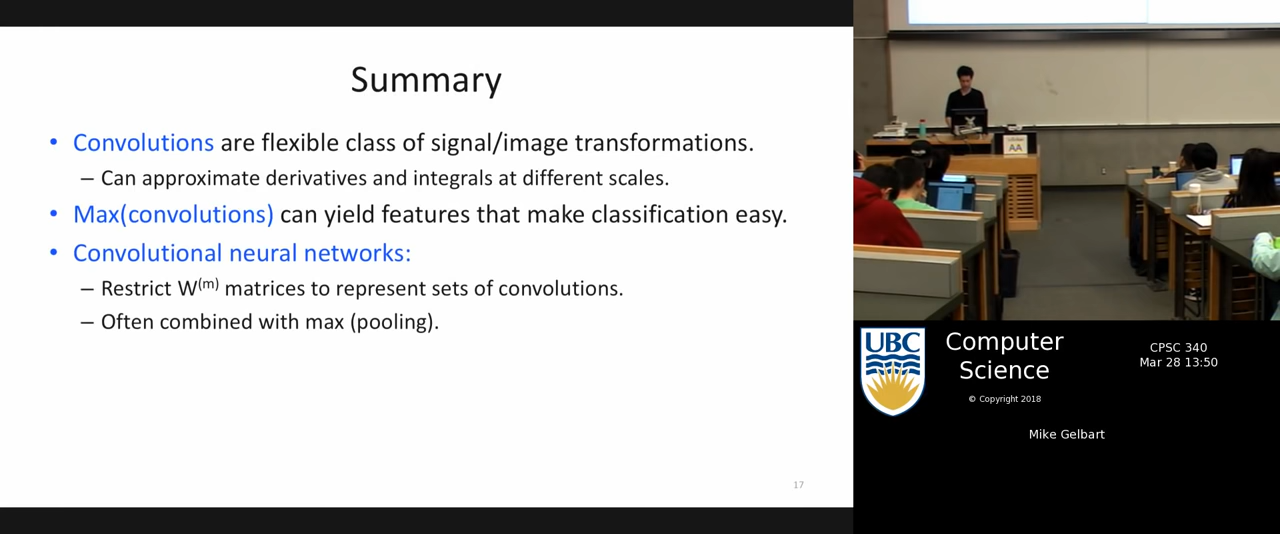 Summary
• Convolutions are flexible class of signal/image transformations.
– Can approximate derivatives and integrals at different scales.
• Max(convolutions) can yield features that make classification easy.
• Convolutional neural networks:
– Restrict W(m) matrices to represent sets of convolutions.
– Often combined with max (pooling).
17
AA
UBC
Computer
Science
© Copyright 2018
CPSC 340
Mar 28 13:50
Mike Gelbart